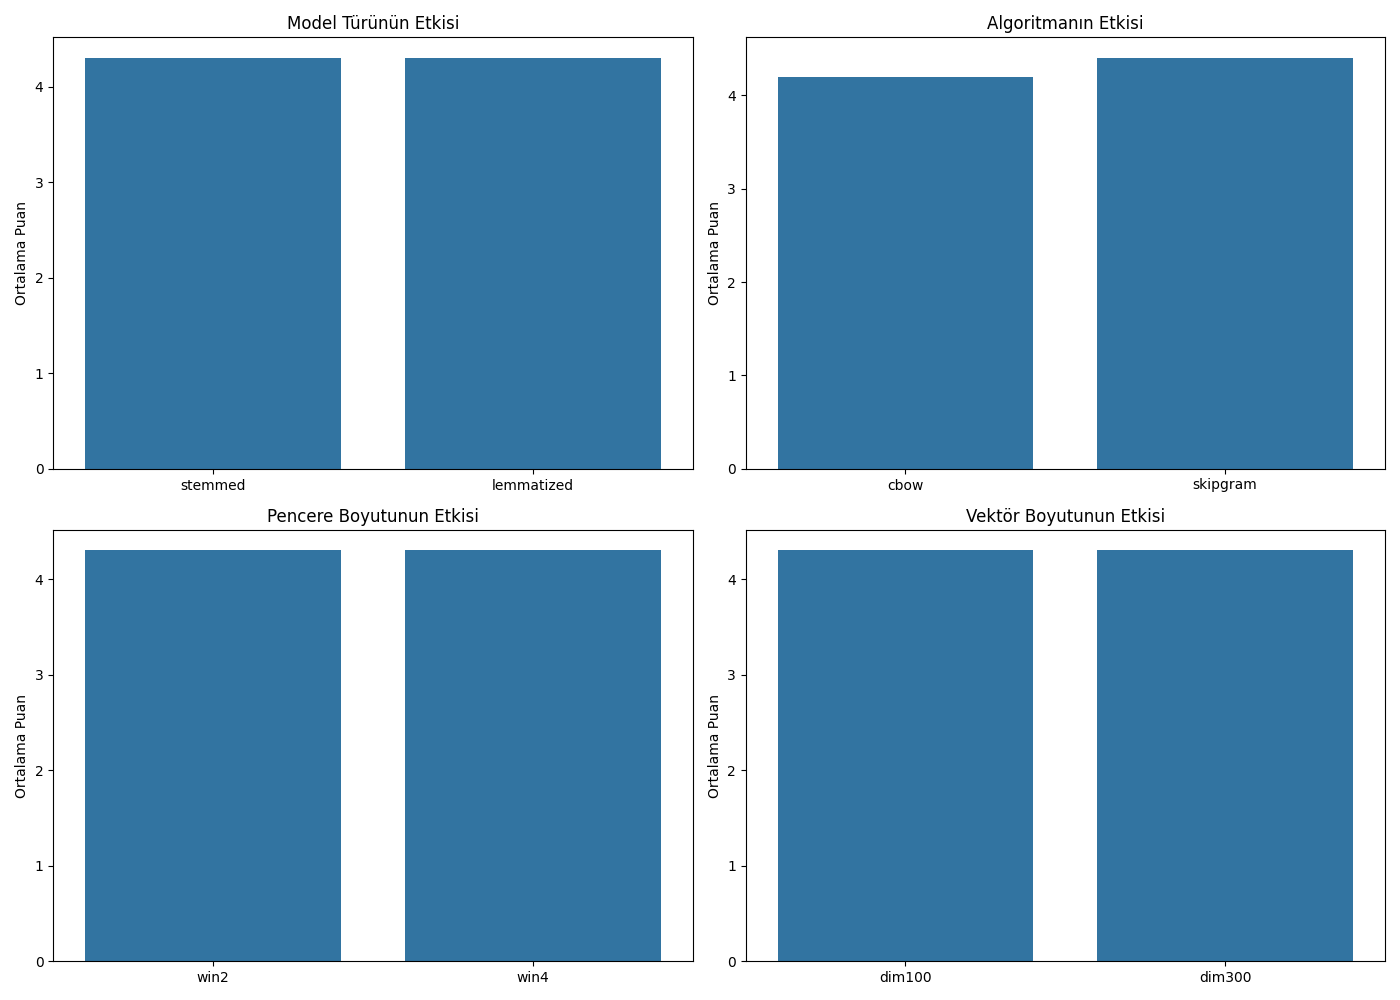 Model Türünün Etkisi
Ortalama Puan
4
3
2
1
0
stemmed lemmatized
Algoritmanın Etkisi
Ortalama Puan
4
3
2
1
0
cbow skipgram
Pencere Boyutunun Etkisi
Ortalama Puan
4
3
2
1
0
win2 win4
Vektör Boyutunun Etkisi
Ortalama Puan
4
3
2
1
0
dim100 dim300